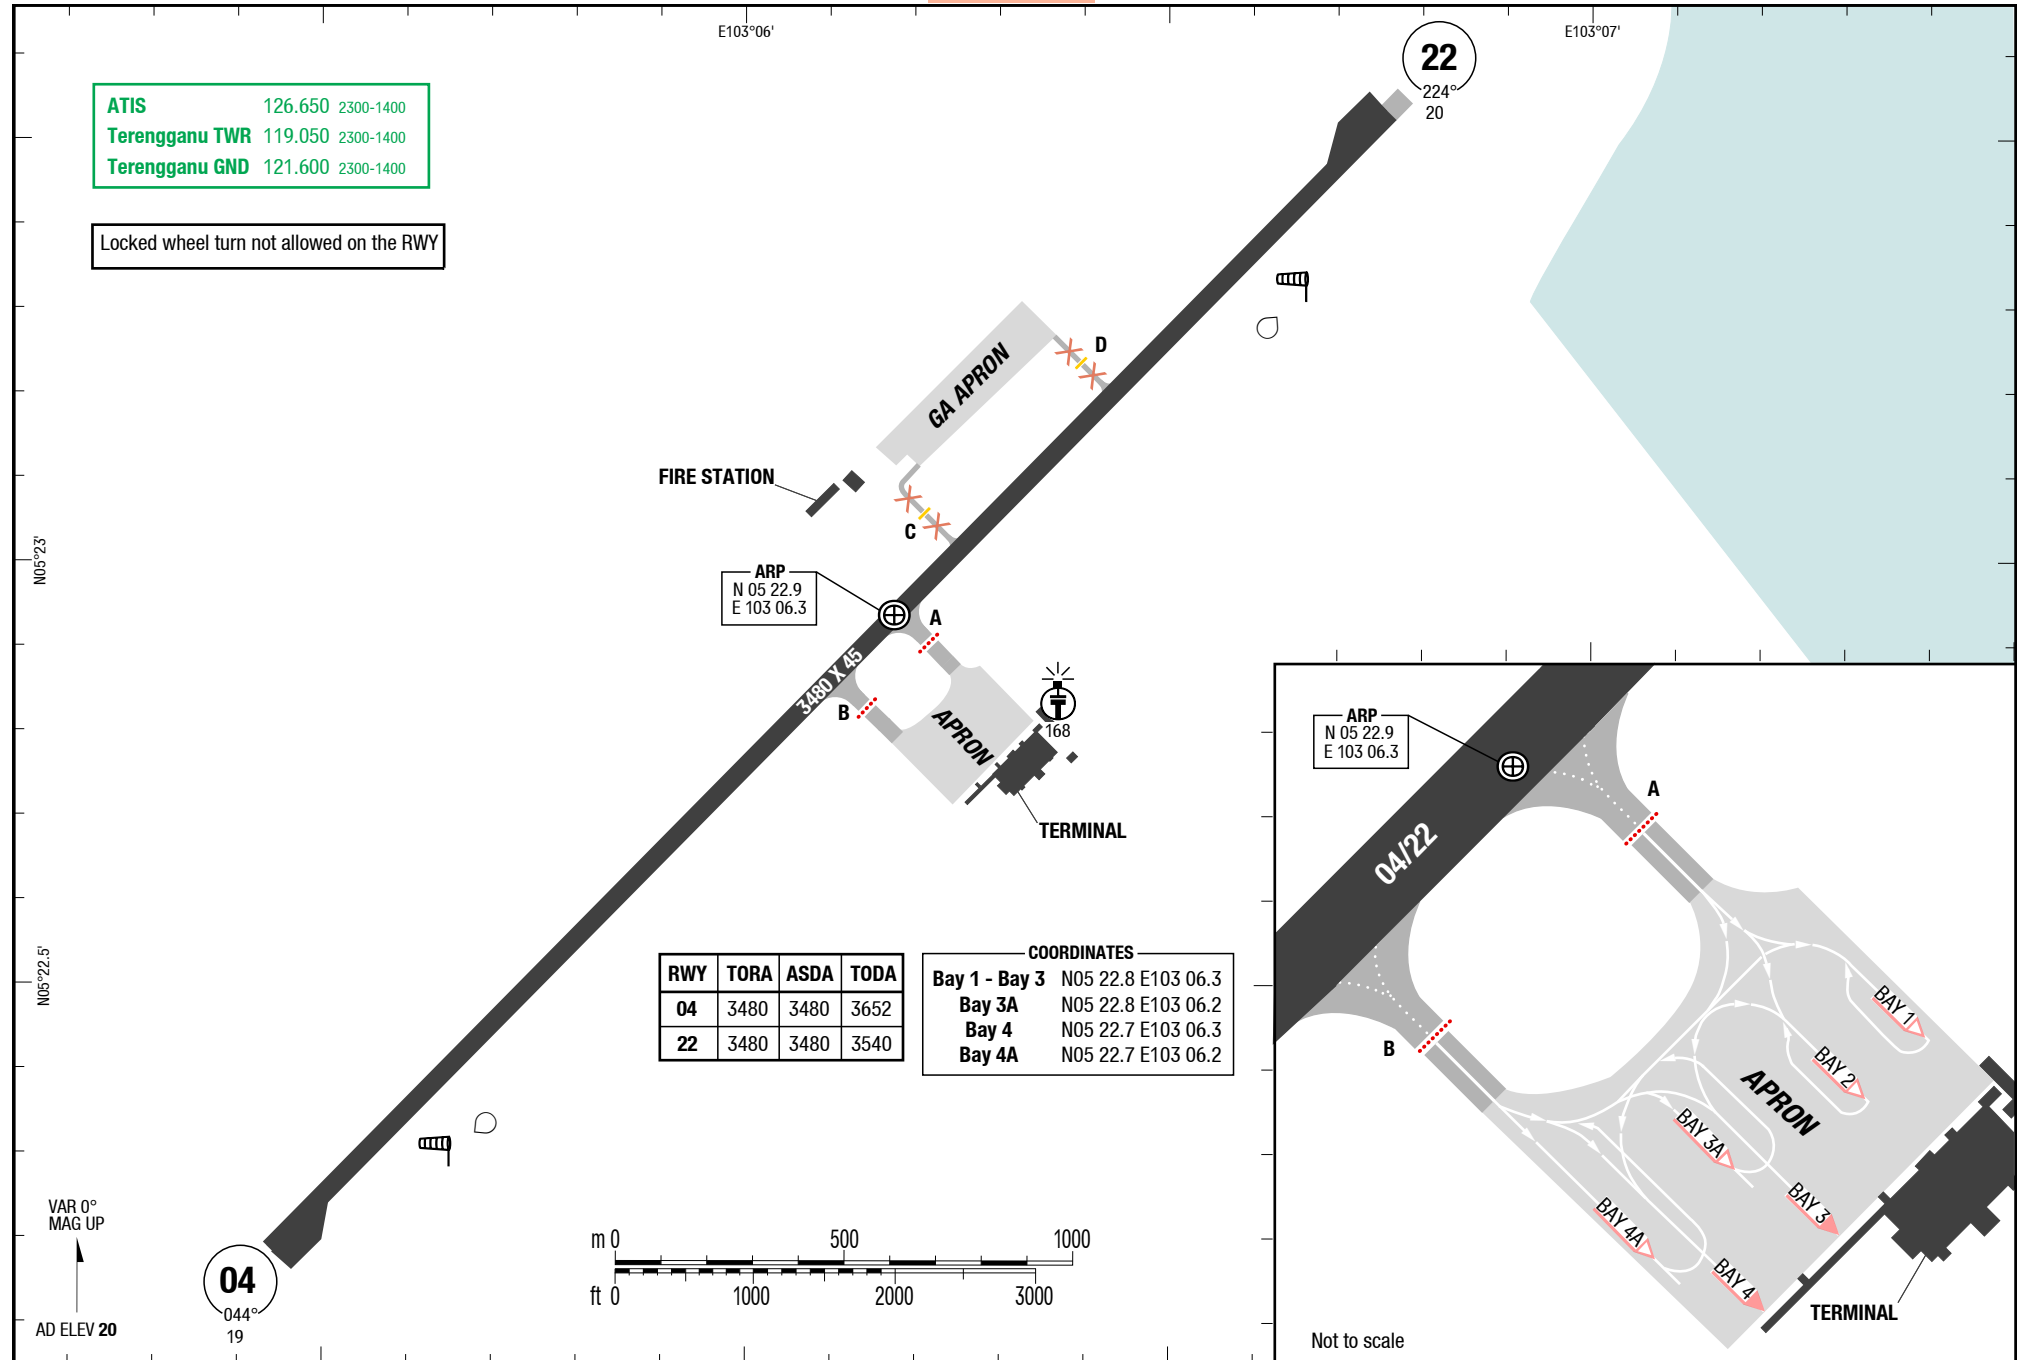 E103°06'
E103°07'
22
224°
20
ATIS 126.650 2300-1400
Terengganu TWR 119.050 2300-1400
Terengganu GND 121.600 2300-1400
Locked wheel turn not allowed on the RWY
D
GA APRON
FIRE STATION
C
N05°23'
ARP
N 05 22.9
E 103 06.3
A
3480 X 45
B
APRON
168
TERMINAL
N05°22.5'
RWY TORA ASDA TODA
04 3480 3480 3652
22 3480 3480 3540
COORDINATES
Bay 1 - Bay 3 N05 22.8 E103 06.3
Bay 3A N05 22.8 E103 06.2
Bay 4 N05 22.7 E103 06.3
Bay 4A N05 22.7 E103 06.2
VAR 0°
MAG UP
AD ELEV 20
04
044°
19
m 0 500 1000
ft 0 1000 2000 3000
ARP
N 05 22.9
E 103 06.3
A
04/22
B
BAY 1
BAY 2
APRON
BAY 3A
BAY 3
BAY 4A
BAY 4
TERMINAL
Not to scale